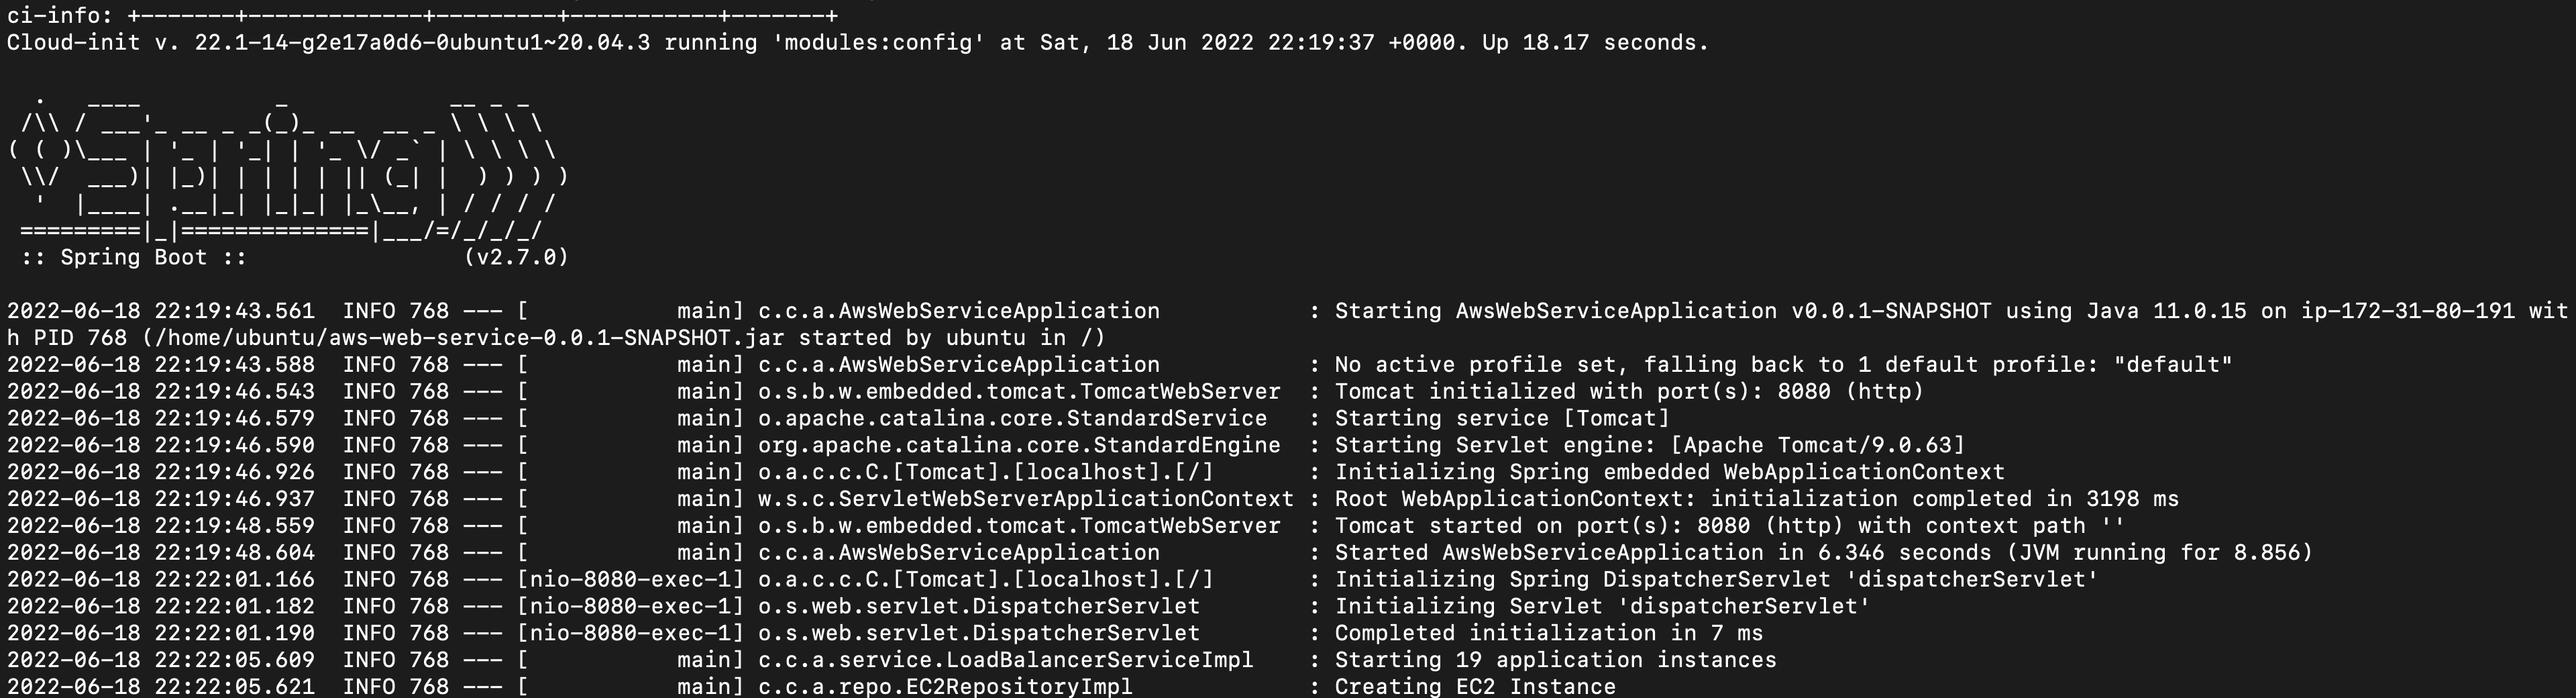 ci-info: +-------+-------------+---------+-----------+-------+
Cloud-init v. 22.1-14-g2e17a0d6-0ubuntu1~20.04.3 running 'modules:config' at Sat, 18 Jun 2022 22:19:37 +0000. Up 18.17 seconds.

  .   ____          _            __ _ _
 /\\ / ___'_ __ _ _(_)_ __  __ _ \ \ \ \
( ( )\___ | '_ | '_| | '_ \/ _` | \ \ \ \
 \\/  ___)| |_)| | | | | || (_| |  ) ) ) )
  '  |____| .__|_| |_|_| |_\__, | / / / /
 =========|_|==============|___/=/_/_/_/
 :: Spring Boot ::                (v2.7.0)

2022-06-18 22:19:43.561  INFO 768 --- [           main] c.c.a.AwsWebServiceApplication           : Starting AwsWebServiceApplication v0.0.1-SNAPSHOT using Java 11.0.15 on ip-172-31-80-191 wit
h PID 768 (/home/ubuntu/aws-web-service-0.0.1-SNAPSHOT.jar started by ubuntu in /)
2022-06-18 22:19:43.588  INFO 768 --- [           main] c.c.a.AwsWebServiceApplication           : No active profile set, falling back to 1 default profile: "default"
2022-06-18 22:19:46.543  INFO 768 --- [           main] o.s.b.w.embedded.tomcat.TomcatWebServer  : Tomcat initialized with port(s): 8080 (http)
2022-06-18 22:19:46.579  INFO 768 --- [           main] o.apache.catalina.core.StandardService   : Starting service [Tomcat]
2022-06-18 22:19:46.590  INFO 768 --- [           main] org.apache.catalina.core.StandardEngine  : Starting Servlet engine: [Apache Tomcat/9.0.63]
2022-06-18 22:19:46.926  INFO 768 --- [           main] o.a.c.c.C.[Tomcat].[localhost].[/]       : Initializing Spring embedded WebApplicationContext
2022-06-18 22:19:46.937  INFO 768 --- [           main] w.s.c.ServletWebServerApplicationContext : Root WebApplicationContext: initialization completed in 3198 ms
2022-06-18 22:19:48.559  INFO 768 --- [           main] o.s.b.w.embedded.tomcat.TomcatWebServer  : Tomcat started on port(s): 8080 (http) with context path ''
2022-06-18 22:19:48.604  INFO 768 --- [           main] c.c.a.AwsWebServiceApplication           : Started AwsWebServiceApplication in 6.346 seconds (JVM running for 8.856)
2022-06-18 22:22:01.166  INFO 768 --- [nio-8080-exec-1] o.a.c.c.C.[Tomcat].[localhost].[/]       : Initializing Spring DispatcherServlet 'dispatcherServlet'
2022-06-18 22:22:01.182  INFO 768 --- [nio-8080-exec-1] o.s.web.servlet.DispatcherServlet        : Initializing Servlet 'dispatcherServlet'
2022-06-18 22:22:01.190  INFO 768 --- [nio-8080-exec-1] o.s.web.servlet.DispatcherServlet        : Completed initialization in 7 ms
2022-06-18 22:22:05.609  INFO 768 --- [           main] c.c.a.service.LoadBalancerServiceImpl    : Starting 19 application instances
2022-06-18 22:22:05.621  INFO 768 --- [           main] c.c.a.repo.EC2RepositoryImpl             : Creating EC2 Instance